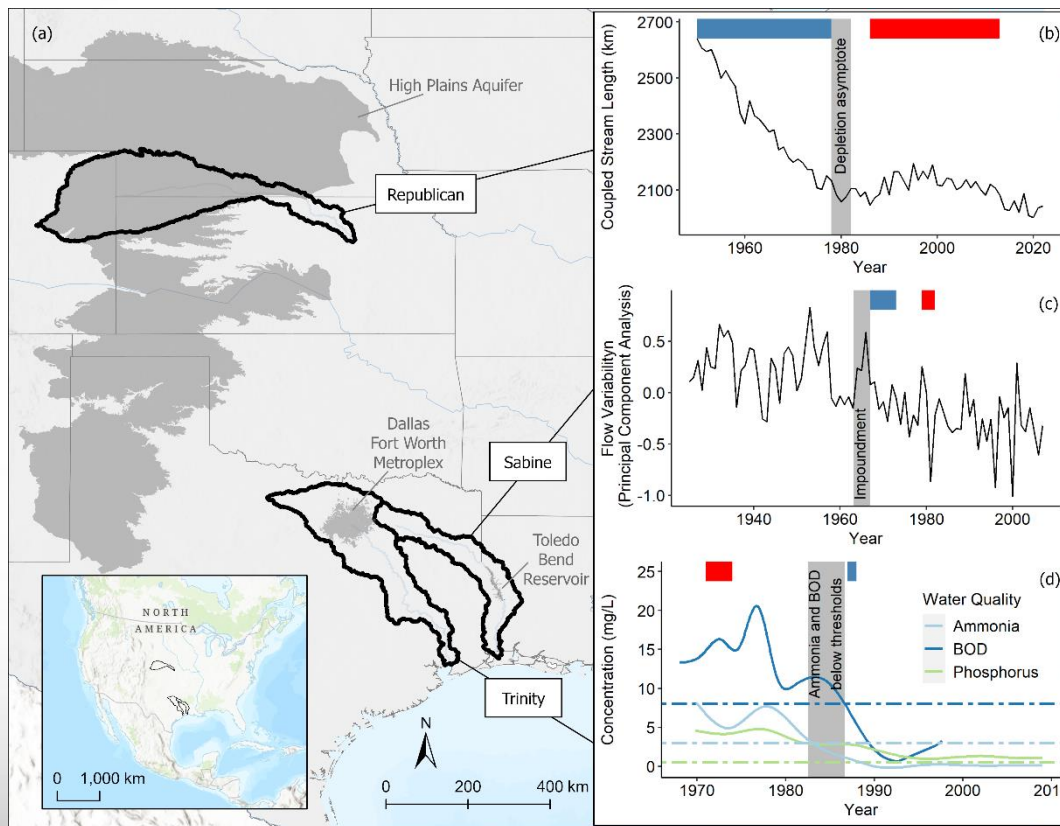 (a)
High Plains Aquifer
Republican
Dallas
Fort Worth
Metroplex
Sabine
Toledo
Bend
Reservoir
Trinity
NORTH
AMERICA
0 1,000 km
N
0 200 400 km
(b)
Coupled Stream Length (km)
2700
2500
2300
2100
Depletion asymptote
1960 1980 2000 2020
Year
(c)
Flow Variabilityn
(Principal Component Analysis)
0.5
0.0
-0.5
-1.0
Impoundment
1940 1960 1980 2000
Year
(d)
Concentration (mg/L)
25
20
15
10
5
0
Ammonia and BOD
below thresholds
Water Quality
Ammonia
BOD
Phosphorus
1970 1980 1990 2000 201
Year